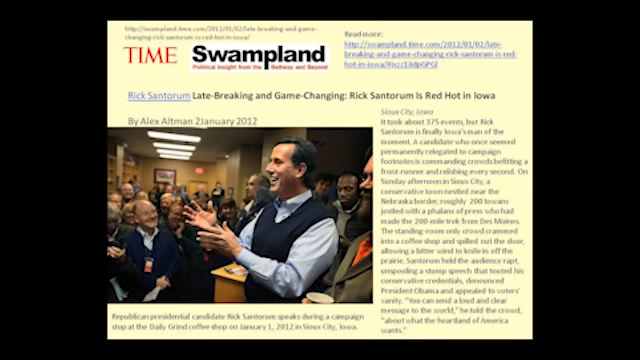 http://swampland.time.com/2012/01/02/late-breaking-and-game-
changing-rick-santorum-is-red-hot-in-iowa/
TIME Swampland
Political Insight from the Beltway and Beyond
Read more:
http://swampland.time.com/2012/01/02/late-
breaking-and-game-changing-rick-santorum-is-red-
hot-in-iowa/
Rick Santorum Late-Breaking and Game-Changing: Rick Santorum Is Red Hot in Iowa
By Alex Altman 2January 2012
Republican presidential candidate Rick Santorum speaks during a campaign
stop at the Daily Grind coffee shop on January 1, 2012 in Sioux City, Iowa.
Sioux City, Iowa
It took about 375 events, but Rick
Santorum is finally Iowa's man of the
moment. A candidate who once seemed
permanently relegated to campaign
footnotes is commanding crowds befitting a
front-runner and relishing every second. On
Sunday afternoon in Sioux City, a
conservative town nestled near the
Nebraska border, roughly 200 Iowans
jostled with a phalanx of press who had
made the 200-mile trek from Des Moines.
The standing-room only crowd crammed
into a coffee shop and spilled out the door,
allowing a bitter wind to knife in off the
prairie. Santorum held the audience rapt,
unspooling a stump speech that touted his
conservative credentials, denounced
President Obama and appealed to voters'
vanity. "You can send a loud and clear
message to the world," he told the crowd,
"about what the heartland of America
wants."